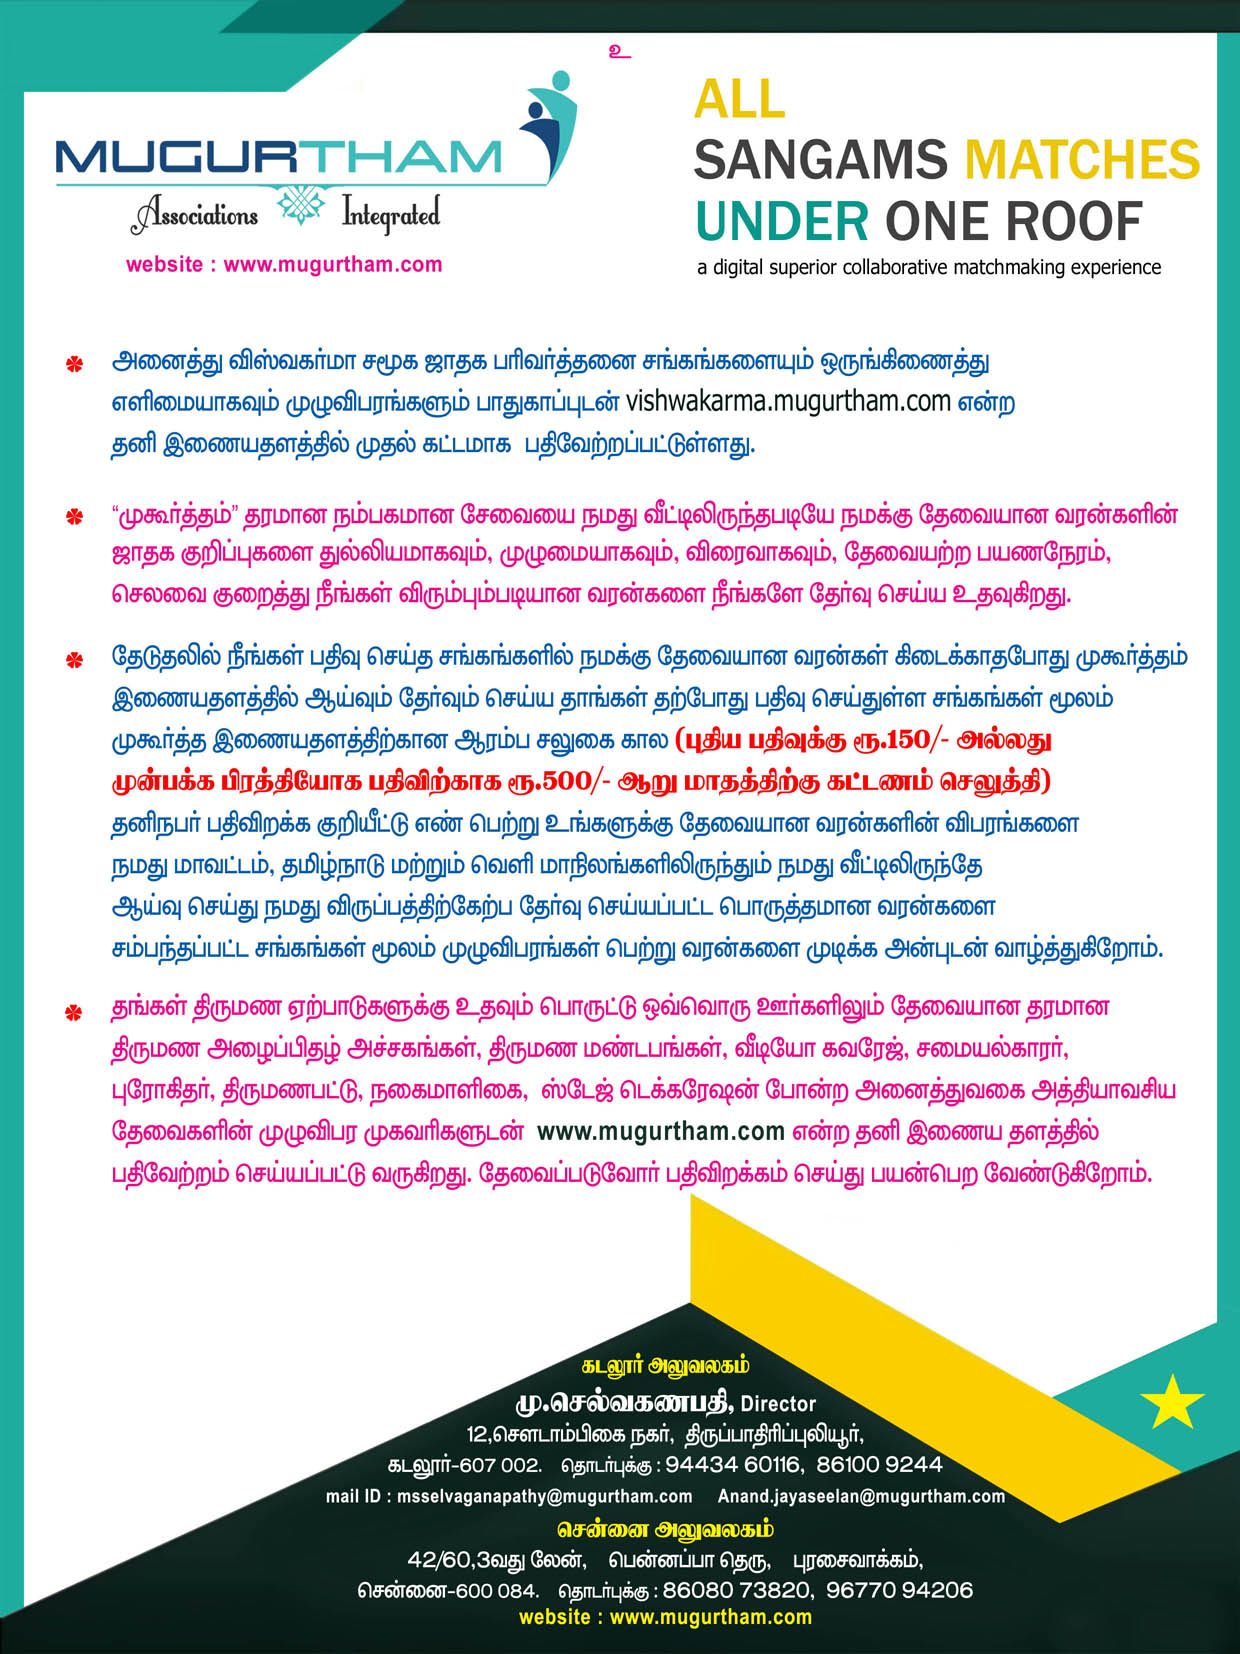 உ
MUGURTHAM
Associations Integrated
website : www.mugurtham.com
ALL
SANGAMS MATCHES
UNDER ONE ROOF
a digital superior collaborative matchmaking experience
அனைத்து விஸ்வகர்மா சமூக ஜாதக பரிவர்த்தனை சங்கங்களையும் ஒருங்கிணைத்து
எளிமையாகவும் முழுவிபரங்களும் பாதுகாப்புடன் vishwakarma.mugurtham.com என்ற
தனி இணையதளத்தில் முதல் கட்டமாக பதிவேற்றப்பட்டுள்ளது.
“முகூர்த்தம்” தரமான நம்பகமான சேவையை நமது வீட்டிலிருந்தபடியே நமக்கு தேவையான வரன்களின்
ஜாதக குறிப்புகளை துல்லியமாகவும், முழுமையாகவும், விரைவாகவும், தேவையற்ற பயணநேரம்,
செலவை குறைத்து நீங்கள் விரும்பும்படியான வரன்களை நீங்களே தேர்வு செய்ய உதவுகிறது.
தேடுதலில் நீங்கள் பதிவு செய்த சங்கங்களில் நமக்கு தேவையான வரன்கள் கிடைக்காதபோது முகூர்த்தம்
இணையதளத்தில் ஆய்வும் தேர்வும் செய்ய தாங்கள் தற்போது பதிவு செய்துள்ள சங்கங்கள் மூலம்
முகூர்த்த இணையதளத்திற்கான ஆரம்ப சலுகை கால (புதிய பதிவுக்கு ரூ.150/- அல்லது
முன்பக்க பிரத்தியோக பதிவிற்காக ரூ.500/- ஆறு மாதத்திற்கு கட்டணம் செலுத்தி)
தனிநபர் பதிவிறக்க குறியீட்டு எண் பெற்று உங்களுக்கு தேவையான வரன்களின் விபரங்களை
நமது மாவட்டம், தமிழ்நாடு மற்றும் வெளி மாநிலங்களிலிருந்தும் நமது வீட்டிலிருந்தே
ஆய்வு செய்து நமது விருப்பத்திற்கேற்ப தேர்வு செய்யப்பட்ட பொருத்தமான வரன்களை
சம்பந்தப்பட்ட சங்கங்கள் மூலம் முழுவிபரங்கள் பெற்று வரன்களை முடிக்க அன்புடன் வாழ்த்துகிறோம்.
தங்கள் திருமண ஏற்பாடுகளுக்கு உதவும் பொருட்டு ஒவ்வொரு ஊர்களிலும் தேவையான தரமான
திருமண அழைப்பிதழ் அச்சகங்கள், திருமண மண்டபங்கள், வீடியோ கவரேஜ், சமையல்காரர்,
புரோகிதர், திருமணபட்டு, நகைமாளிகை, ஸ்டேஜ் டெக்கரேஷன் போன்ற அனைத்துவகை அத்தியாவசிய
தேவைகளின் முழுவிபர முகவரிகளுடன் www.mugurtham.com என்ற தனி இணைய தளத்தில்
பதிவேற்றம் செய்யப்பட்டு வருகிறது. தேவைப்படுவோர் பதிவிறக்கம் செய்து பயன்பெற வேண்டுகிறோம்.
கடலூர் அலுவலகம்
மு.செல்வகணபதி, Director
12,சௌடாம்பிகை நகர், திருப்பாதிரிப்புலியூர்,
கடலூர்-607 002. தொடர்புக்கு : 94434 60116, 86100 9244
mail ID : msselvaganapathy@mugurtham.com Anand.jayaseelan@mugurtham.com
சென்னை அலுவலகம்
42/60,3வது லேன், பென்னப்பா தெரு, புரசைவாக்கம்,
சென்னை-600 084. தொடர்புக்கு : 86080 73820, 96770 94206
website : www.mugurtham.com